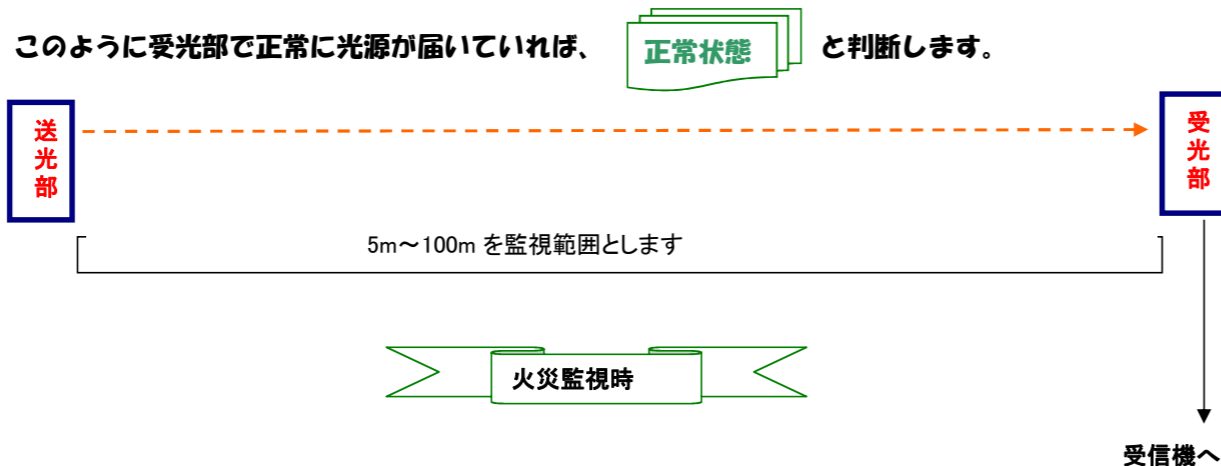 このように受光部で正常に光源が届いていれば、 正常状態 と判断します。
送光部
受光部
5m～100m を監視範囲とします
火災監視時
受信機へ